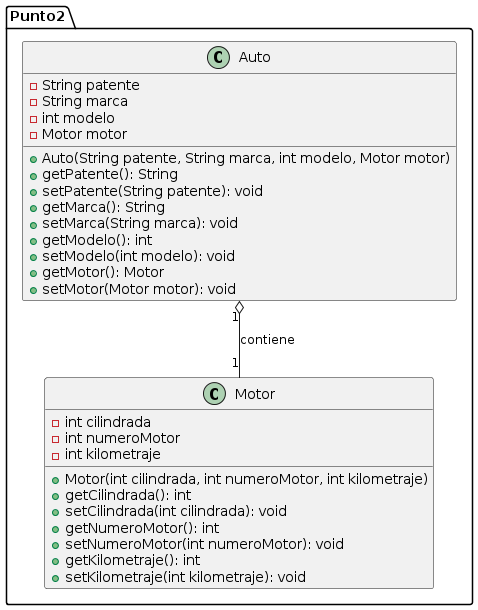 Punto2
C Auto
String patente
String marca
int modelo
Motor motor
Auto(String patente, String marca, int modelo, Motor motor)
getPatente(): String
setPatente(String patente): void
getMarca(): String
setMarca(String marca): void
getModelo(): int
setModelo(int modelo): void
getMotor(): Motor
setMotor(Motor motor): void
1
contiene
1
C Motor
int cilindrada
int numeroMotor
int kilometraje
Motor(int cilindrada, int numeroMotor, int kilometraje)
getCilindrada(): int
setCilindrada(int cilindrada): void
getNumeroMotor(): int
setNumeroMotor(int numeroMotor): void
getKilometraje(): int
setKilometraje(int kilometraje): void